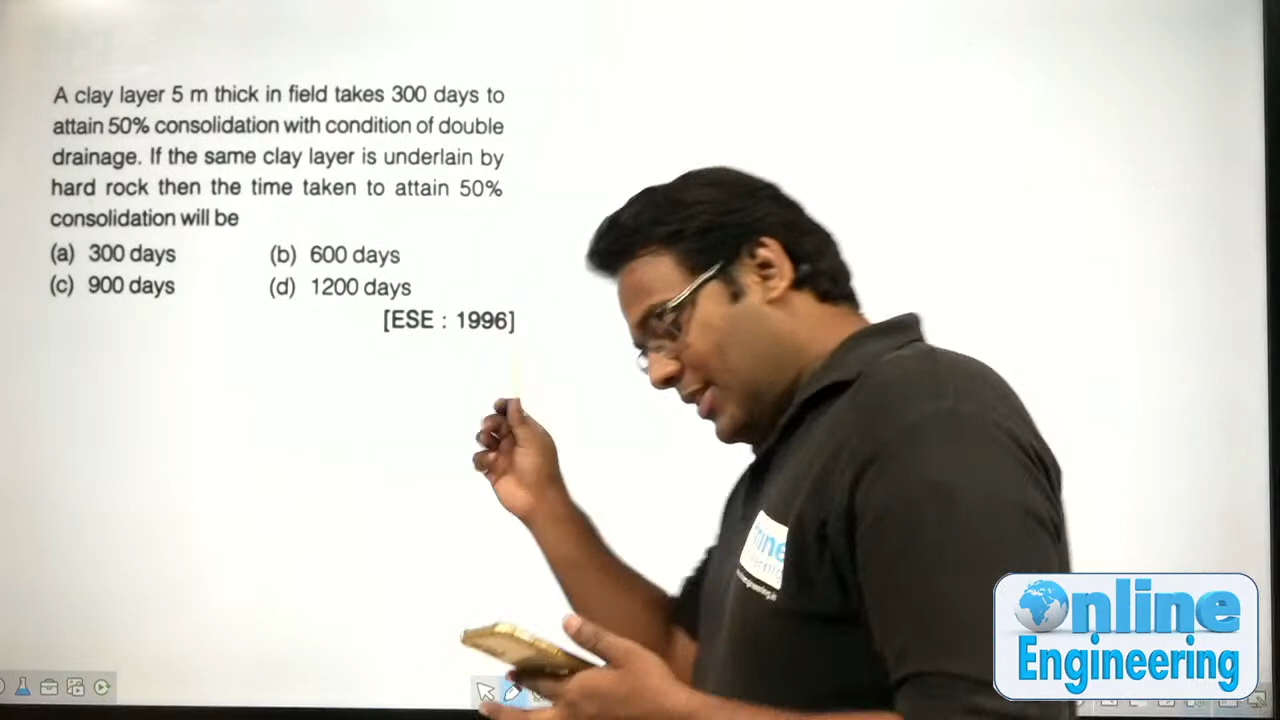 A clay layer 5 m thick in field takes 300 days to
attain 50% consolidation with condition of double
drainage. If the same clay layer is underlain by
hard rock then the time taken to attain 50%
consolidation will be
(a) 300 days (b) 600 days
(c) 900 days (d) 1200 days
[ESE : 1996]
Online
Engineering